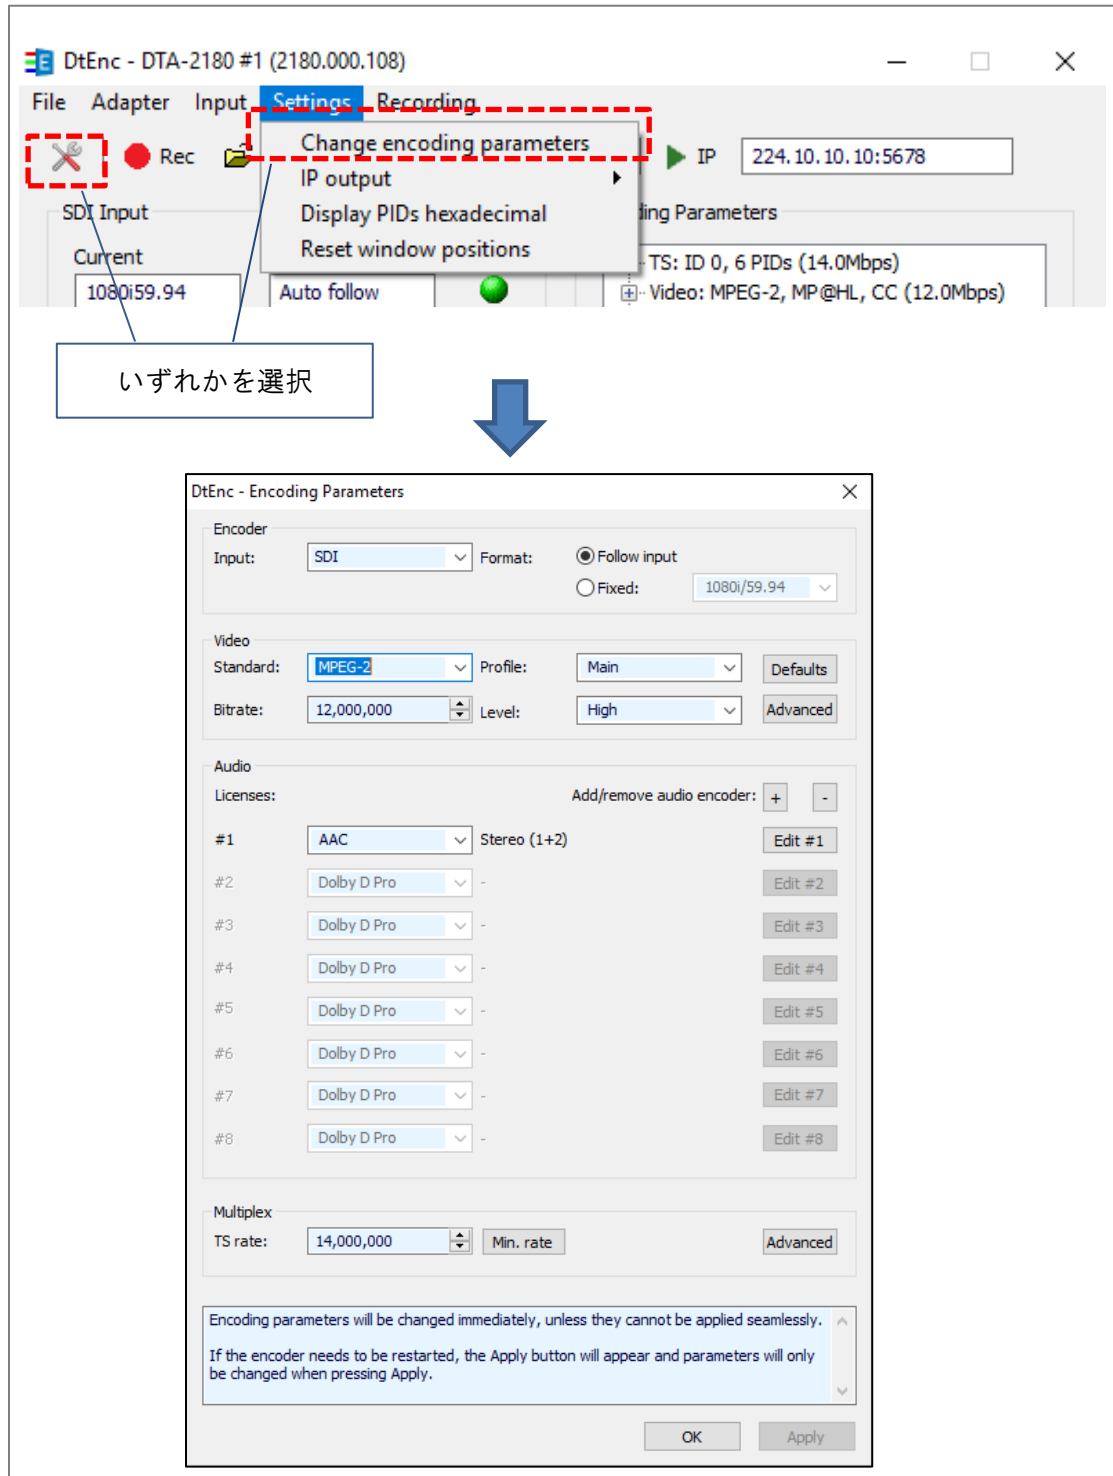 DtEnc - DTA-2180 #1 (2180.000.108)
File Adapter Input Settings Recording
Rec
Change encoding parameters
IP
224.10.10.10:5678
IP output
Display PIDs hexadecimal
Reset window positions
SDI Input
ding Parameters
Current
1080i59.94
Auto follow
TS: ID 0, 6 PIDs (14.0Mbps)
Video: MPEG-2, MP@HL, CC (12.0Mbps)
いずれかを選択
DtEnc - Encoding Parameters
Encoder
Input: SDI Format: Follow input
Fixed: 1080i/59.94
Video
Standard: MPEG-2 Profile: Main Defaults
Bitrate: 12,000,000 Level: High Advanced
Audio
Licenses: Add/remove audio encoder: + -
#1 AAC Stereo (1+2) Edit #1
#2 Dolby D Pro - Edit #2
#3 Dolby D Pro - Edit #3
#4 Dolby D Pro - Edit #4
#5 Dolby D Pro - Edit #5
#6 Dolby D Pro - Edit #6
#7 Dolby D Pro - Edit #7
#8 Dolby D Pro - Edit #8
Multiplex
TS rate: 14,000,000 Min. rate Advanced
Encoding parameters will be changed immediately, unless they cannot be applied seamlessly.
If the encoder needs to be restarted, the Apply button will appear and parameters will only
be changed when pressing Apply.
OK Apply